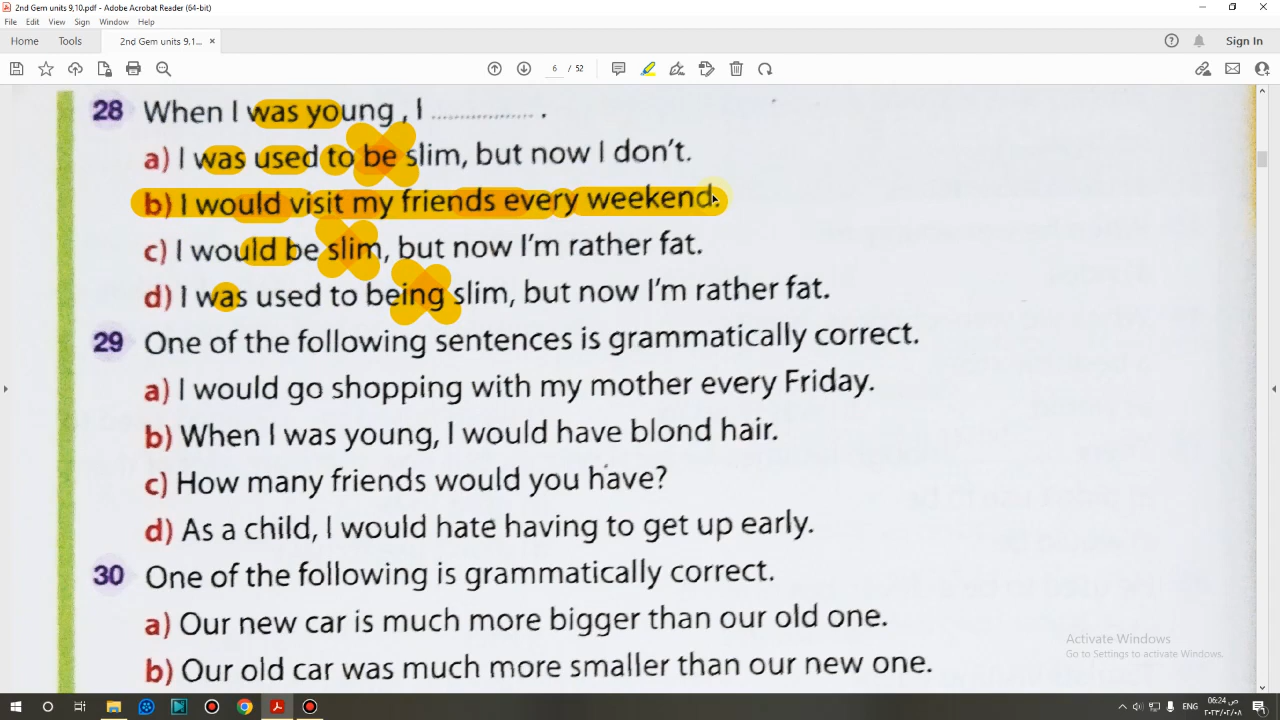 2nd Gem units 9,10.pdf - Adobe Acrobat Reader (64-bit)
File Edit View Sign Window Help
Home Tools 2nd Gem units 9.1... × Sign In
6 / 52
28 When I was young , I ................. .
a) I was used to be slim, but now I don't.
b) I would visit my friends every weekend.
c) I would be slim, but now I'm rather fat.
d) I was used to being slim, but now I'm rather fat.
29 One of the following sentences is grammatically correct.
a) I would go shopping with my mother every Friday.
b) When I was young, I would have blond hair.
c) How many friends would you have?
d) As a child, I would hate having to get up early.
30 One of the following is grammatically correct.
a) Our new car is much more bigger than our old one.
b) Our old car was much more smaller than our new one.
Activate Windows
Go to Settings to activate Windows.
ENG 06:24 ص
٢٠٢٣/٠٢/٠٨